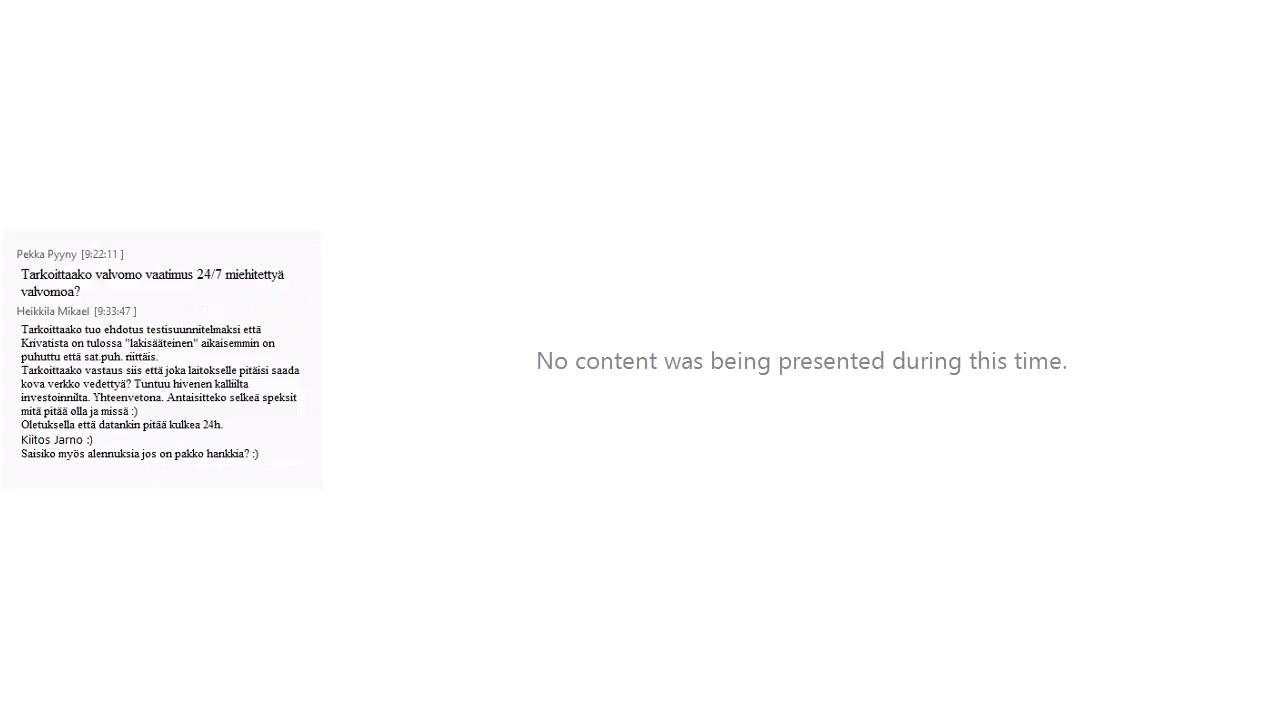 Pekka Pyyny [9:22:11 ]
Tarkoittaako valvomo vaatimus 24/7 miehitettyä
valvomoa?
Heikkila Mikael [9:33:47 ]
Tarkoittaako tuo ehdotus testisuunnitelmaksi että
Krivatista on tulossa "lakisääteinen" aikaisemmin on
puhuttu että sat.puh. riittäis.
Tarkoittaako vastaus siis että joka laitokselle pitäisi saada
kova verkko vedettyä? Tuntuu hivenen kalliilta
investoinnilta. Yhteenvetona. Antaisitteko selkeä speksit
mitä pitää olla ja missä :)
Oletuksella että datankin pitää kulkea 24h.
Kiitos Jarno :)
Saisiko myös alennuksia jos on pakko hankkia? :)
No content was being presented during this time.